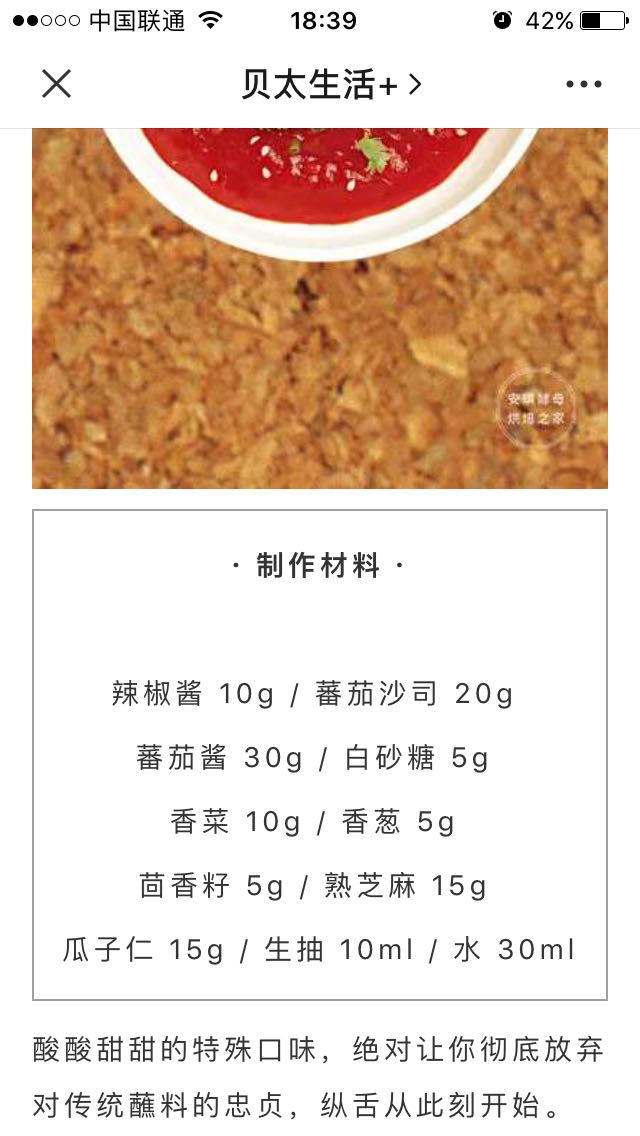 ●●○○○ 中国联通 18:39 42%
贝太生活+
安琪酵母
烘焙之家
· 制作材料 ·
辣椒酱 10g / 蕃茄沙司 20g
蕃茄酱 30g / 白砂糖 5g
香菜 10g / 香葱 5g
茴香籽 5g / 熟芝麻 15g
瓜子仁 15g / 生抽 10ml / 水 30ml
酸酸甜甜的特殊口味，绝对让你彻底放弃
对传统蘸料的忠贞，纵舌从此刻开始。